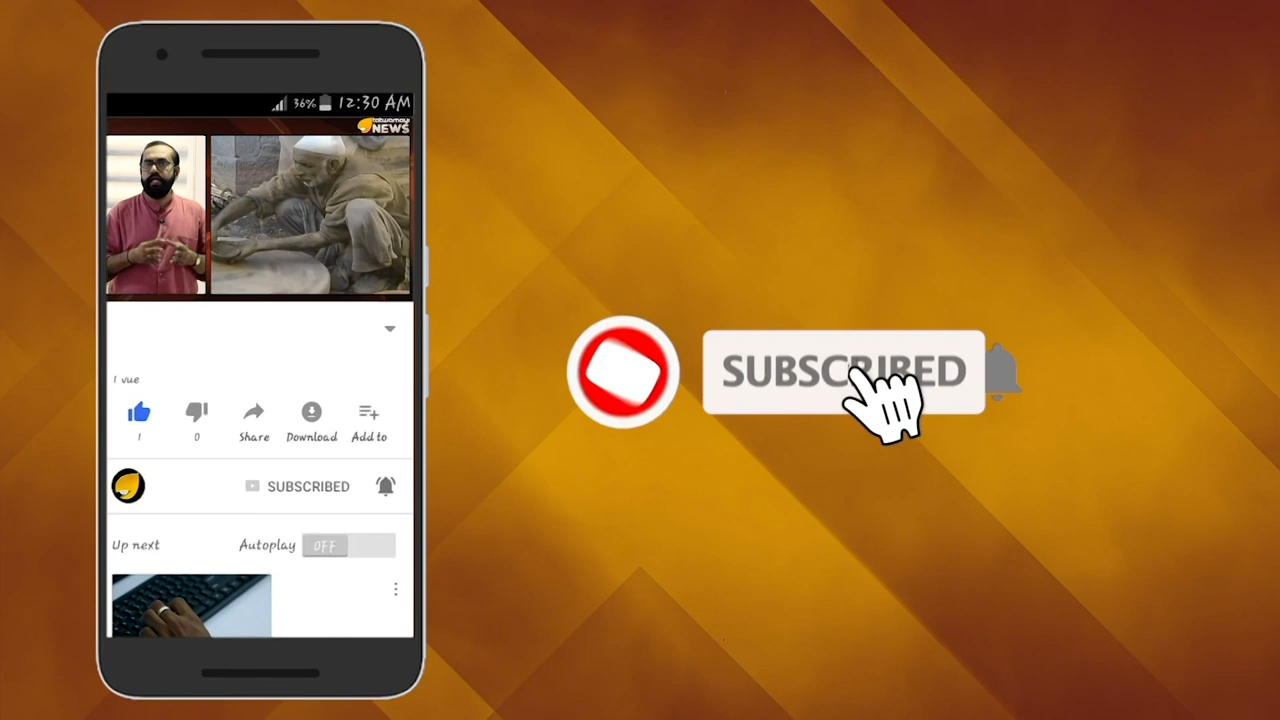 36% 12:30 AM
tatwamayi
NEWS
1 vue
1 0 Share Download Add to
SUBSCRIBED
Up next Autoplay OFF
SUBSCRIBED